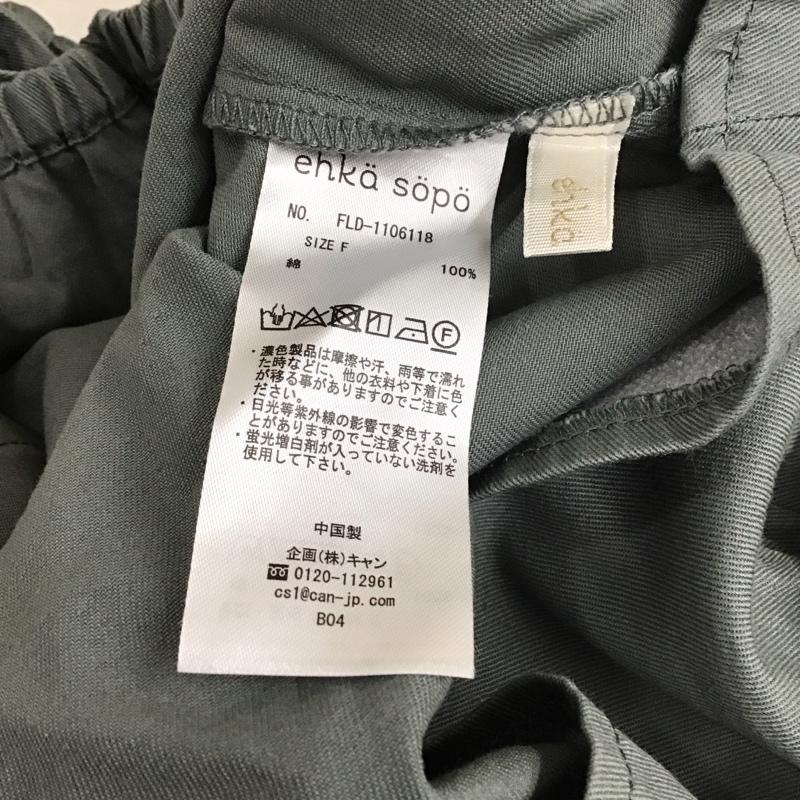 ehkä söpö
NO. FLD-1106118
SIZE F
綿 100%
F
・濃色製品は摩擦や汗、雨等で濡れ
た時などに、他の衣料や下着に色
が移る事がありますのでご注意く
ださい。
・日光等紫外線の影響で変色するこ
とがありますのでご注意ください。
・蛍光増白剤が入っていない洗剤を
使用して下さい。
中国製
企画(株)キャン
0120-112961
cs1@can-jp.com
B04
ehkä